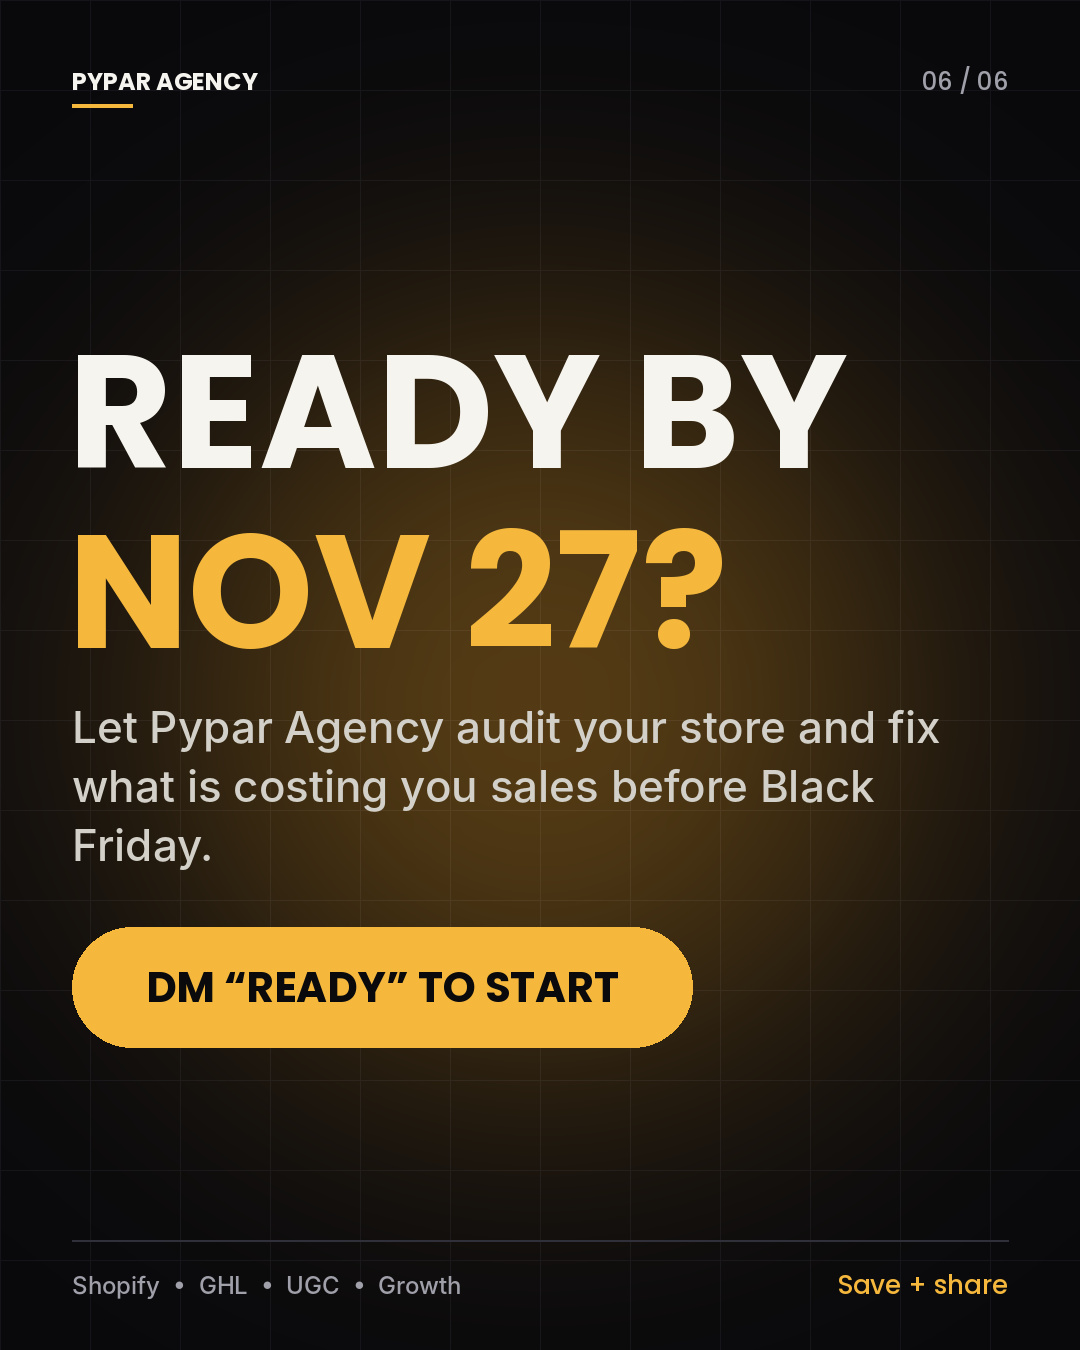 PYPAR AGENCY
06 / 06
READY BY
NOV 27?
Let Pypar Agency audit your store and fix
what is costing you sales before Black
Friday.
DM “READY” TO START
Shopify • GHL • UGC • Growth
Save + share